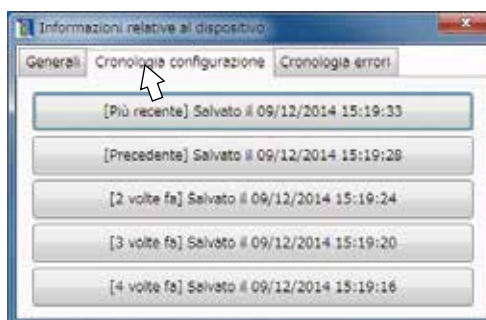 Informazioni relative al dispositivo
Generali Cronologia configurazione Cronologia errori
[Più recente] Salvato il 09/12/2014 15:19:33
[Precedente] Salvato il 09/12/2014 15:19:28
[2 volte fa] Salvato il 09/12/2014 15:19:24
[3 volte fa] Salvato il 09/12/2014 15:19:20
[4 volte fa] Salvato il 09/12/2014 15:19:16